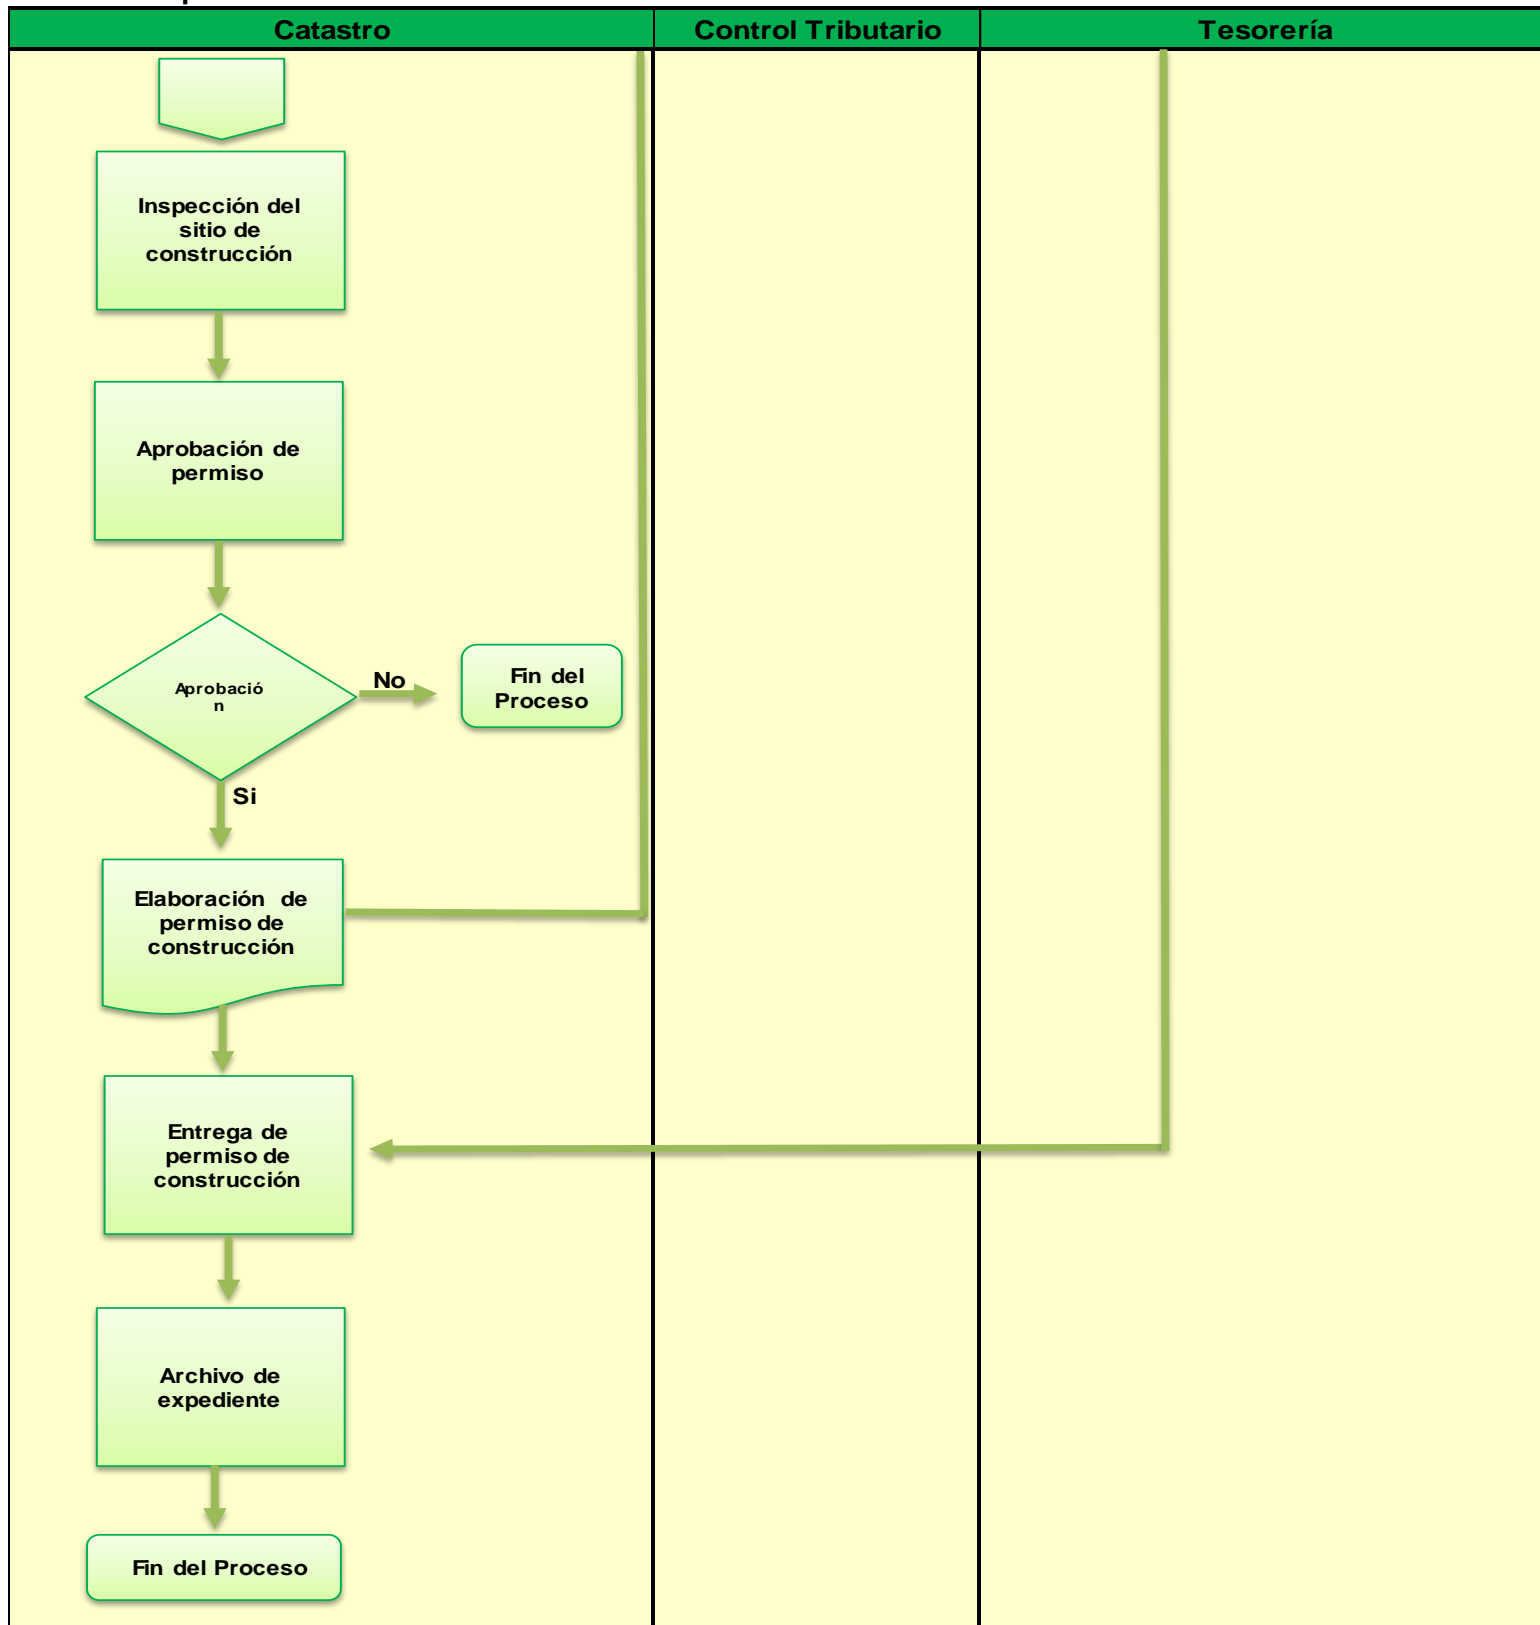 Catastro
Control Tributario
Tesorería
Inspección del
sitio de
construcción
Aprobación de
permiso
Aprobació
n
No
Fin del
Proceso
Si
Elaboración de
permiso de
construcción
Entrega de
permiso de
construcción
Archivo de
expediente
Fin del Proceso